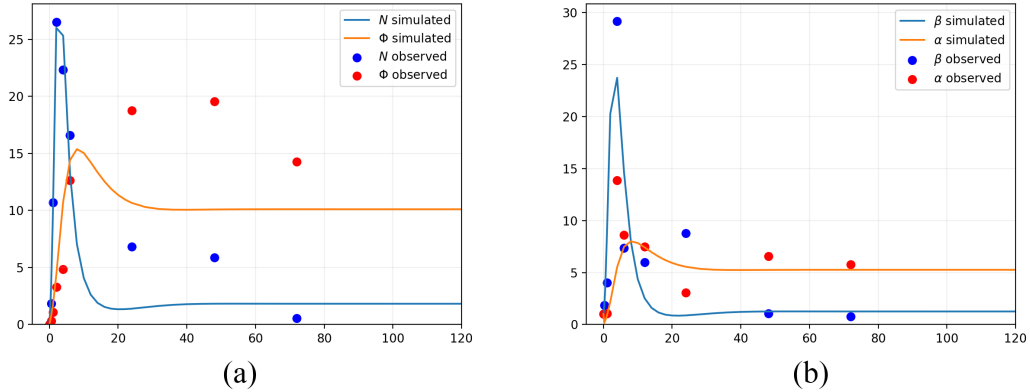 N simulated
Φ simulated
N observed
Φ observed
25
20
15
10
5
0
0 20 40 60 80 100 120
(a)
β simulated
α simulated
β observed
α observed
30
25
20
15
10
5
0
0 20 40 60 80 100 120
(b)